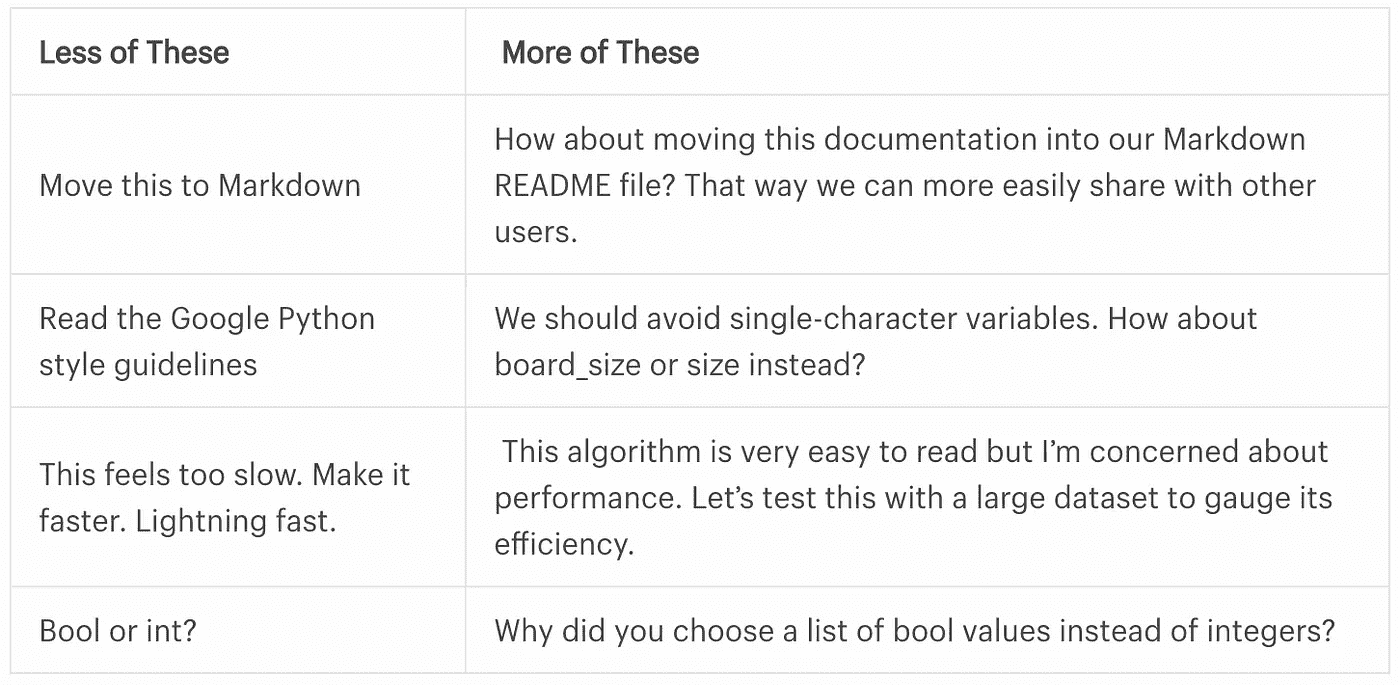 Less of These
More of These
Move this to Markdown
How about moving this documentation into our Markdown
README file? That way we can more easily share with other
users.
Read the Google Python
style guidelines
We should avoid single-character variables. How about
board_size or size instead?
This feels too slow. Make it
faster. Lightning fast.
This algorithm is very easy to read but I’m concerned about
performance. Let’s test this with a large dataset to gauge its
efficiency.
Bool or int?
Why did you choose a list of bool values instead of integers?